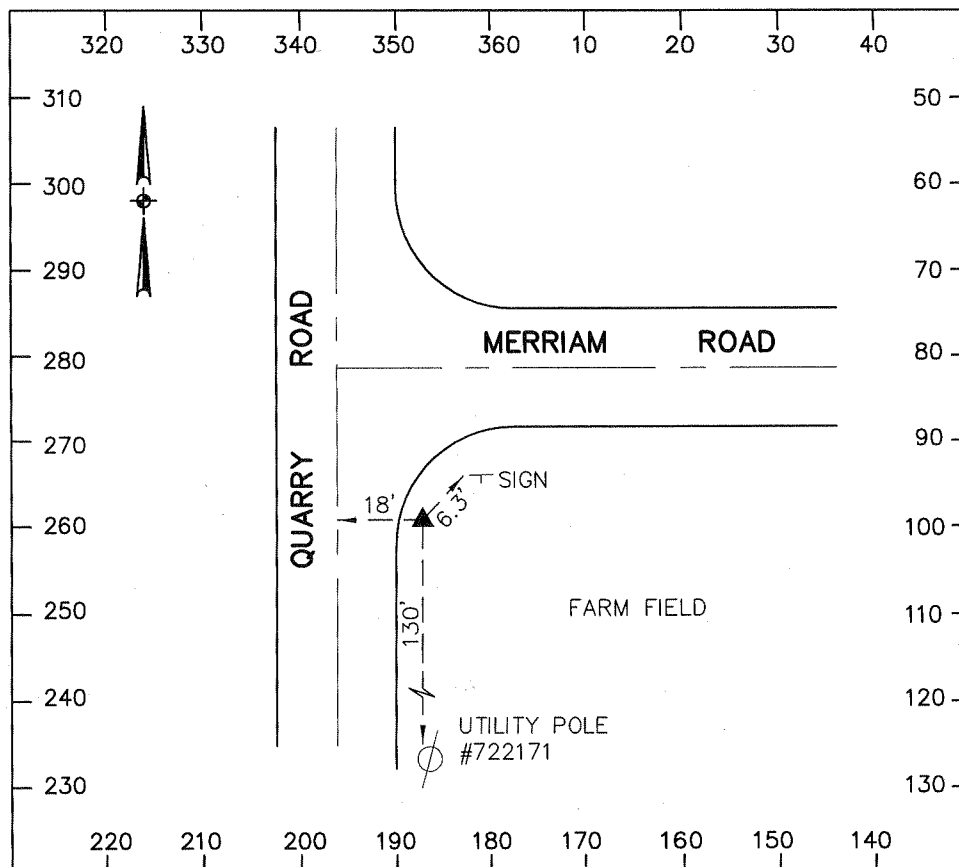 320 330 340 350 360 10 20 30 40
310 50
300 60
290 70
280 80
270 90
260 100
250 110
240 120
230 130
QUARRY ROAD
MERRIAM ROAD
SIGN
18'
6.3'
130'
FARM FIELD
UTILITY POLE
#722171
220 210 200 190 180 170 160 150 140